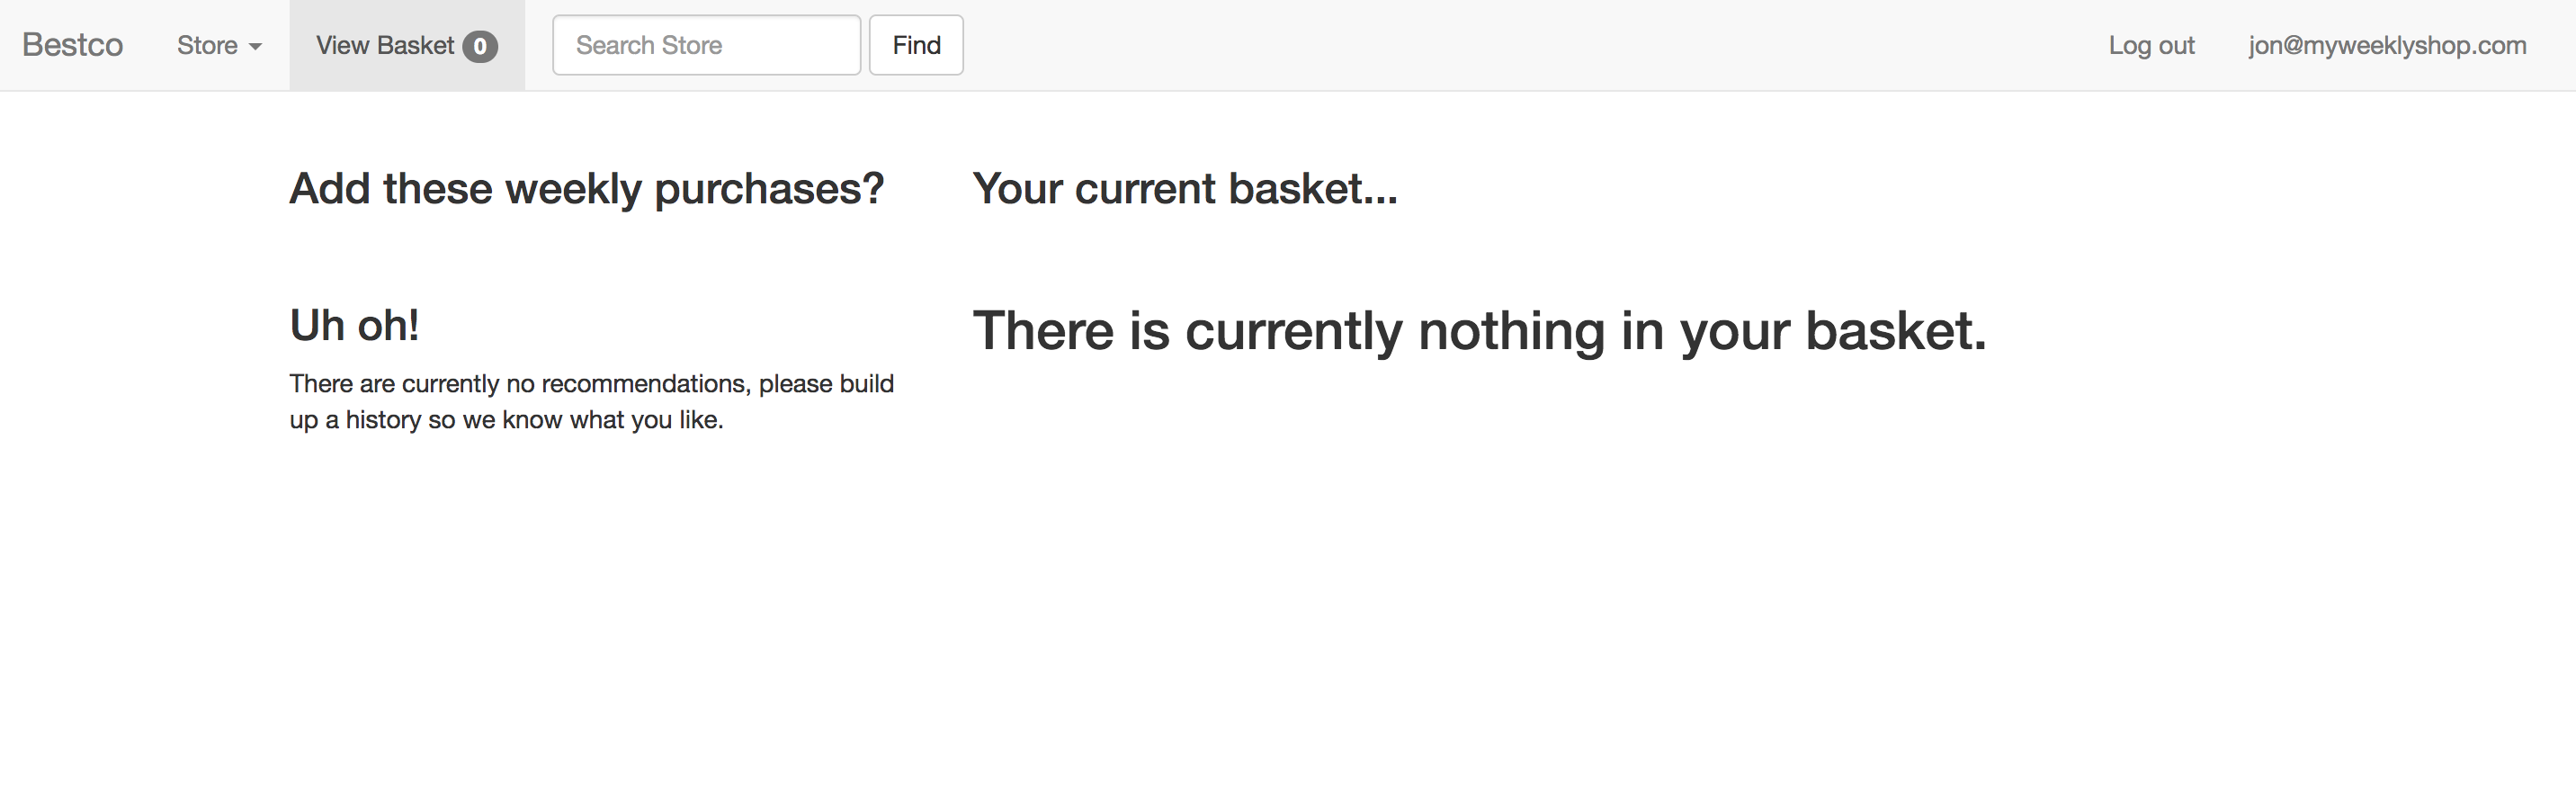 Bestco Store View Basket 0 Search Store Find Log out jon@myweeklyshop.com
Add these weekly purchases?
Your current basket...
Uh oh!
There are currently no recommendations, please build
up a history so we know what you like.
There is currently nothing in your basket.